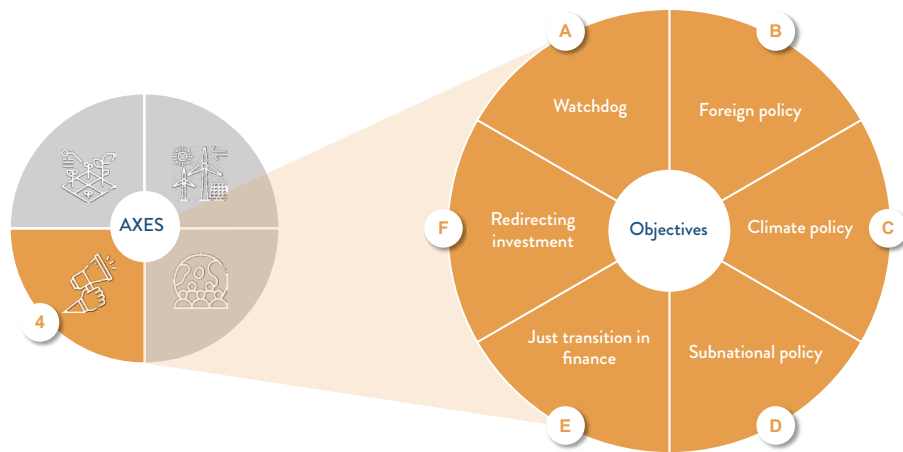 A
B
Watchdog
Foreign policy
AXES
F
Redirecting
investment
Objectives
Climate policy
C
4
Just transition in
finance
Subnational policy
E
D